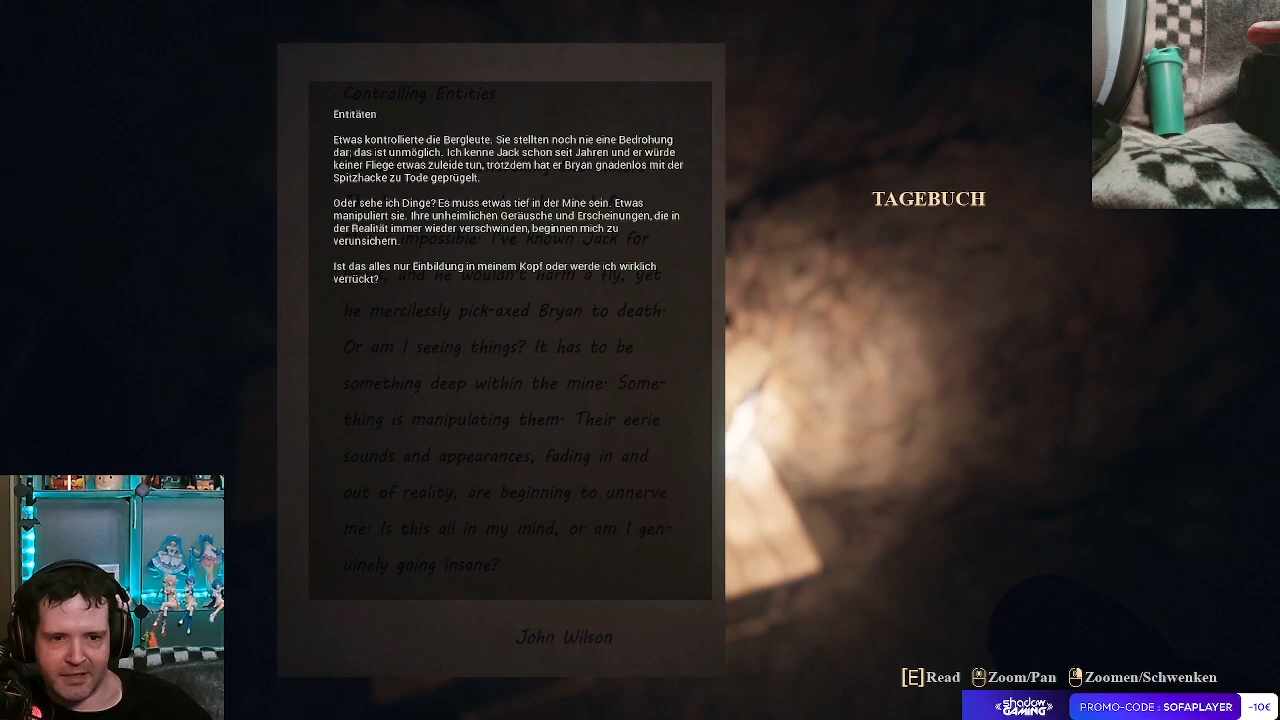 Controlling Entities
Entitäten
Etwas kontrollierte die Bergleute. Sie stellten noch nie eine Bedrohung
dar, das ist unmöglich. Ich kenne Jack schon seit Jahren und er würde
keiner Fliege etwas zuleide tun, trotzdem hat er Bryan gnadenlos mit der
Spitzhacke zu Tode geprügelt.
Oder sehe ich Dinge? Es muss etwas tief in der Mine sein. Etwas
manipuliert sie. Ihre unheimlichen Geräusche und Erscheinungen, die in
der Realität immer wieder verschwinden, beginnen mich zu
verunsichern.
impossible. I've known Jack for
Ist das alles nur Einbildung in meinem Kopf oder werde ich wirklich
verrückt?
and he wouldn't harm a fly, yet
he mercilessly pick-axed Bryan to death.
Or am I seeing things? It has to be
something deep within the mine. Some-
thing is manipulating them. Their eerie
sounds and appearances, fading in and
out of reality, are beginning to unnerve
me. Is this all in my mind, or am I gen-
uinely going insane?
John Wilson
TAGEBUCH
[E]Read Zoom/Pan Zoomen/Schwenken
shadow GAMING
PROMO-CODE : SOFAPLAYER -10€